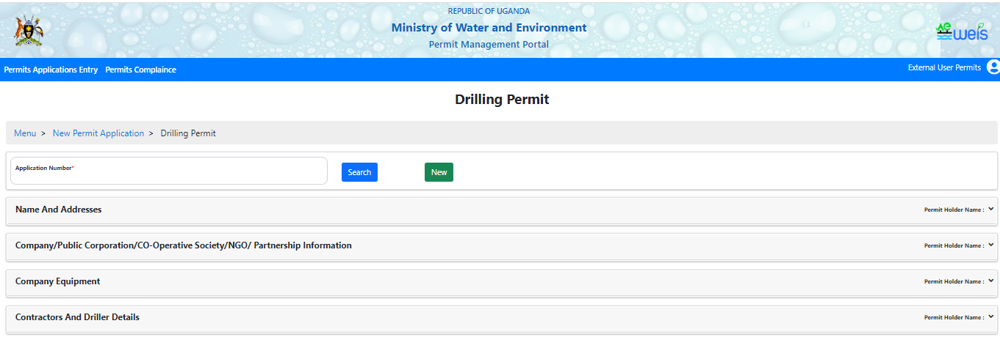 REPUBLIC OF UGANDA
Ministry of Water and Environment
Permit Management Portal
weis
Permits Applications Entry Permits Complaince
External User Permits
Drilling Permit
Menu > New Permit Application > Drilling Permit
Application Number*
Search
New
Name And Addresses
Permit Holder Name :
Company/Public Corporation/CO-Operative Society/NGO/ Partnership Information
Permit Holder Name :
Company Equipment
Permit Holder Name :
Contractors And Driller Details
Permit Holder Name :